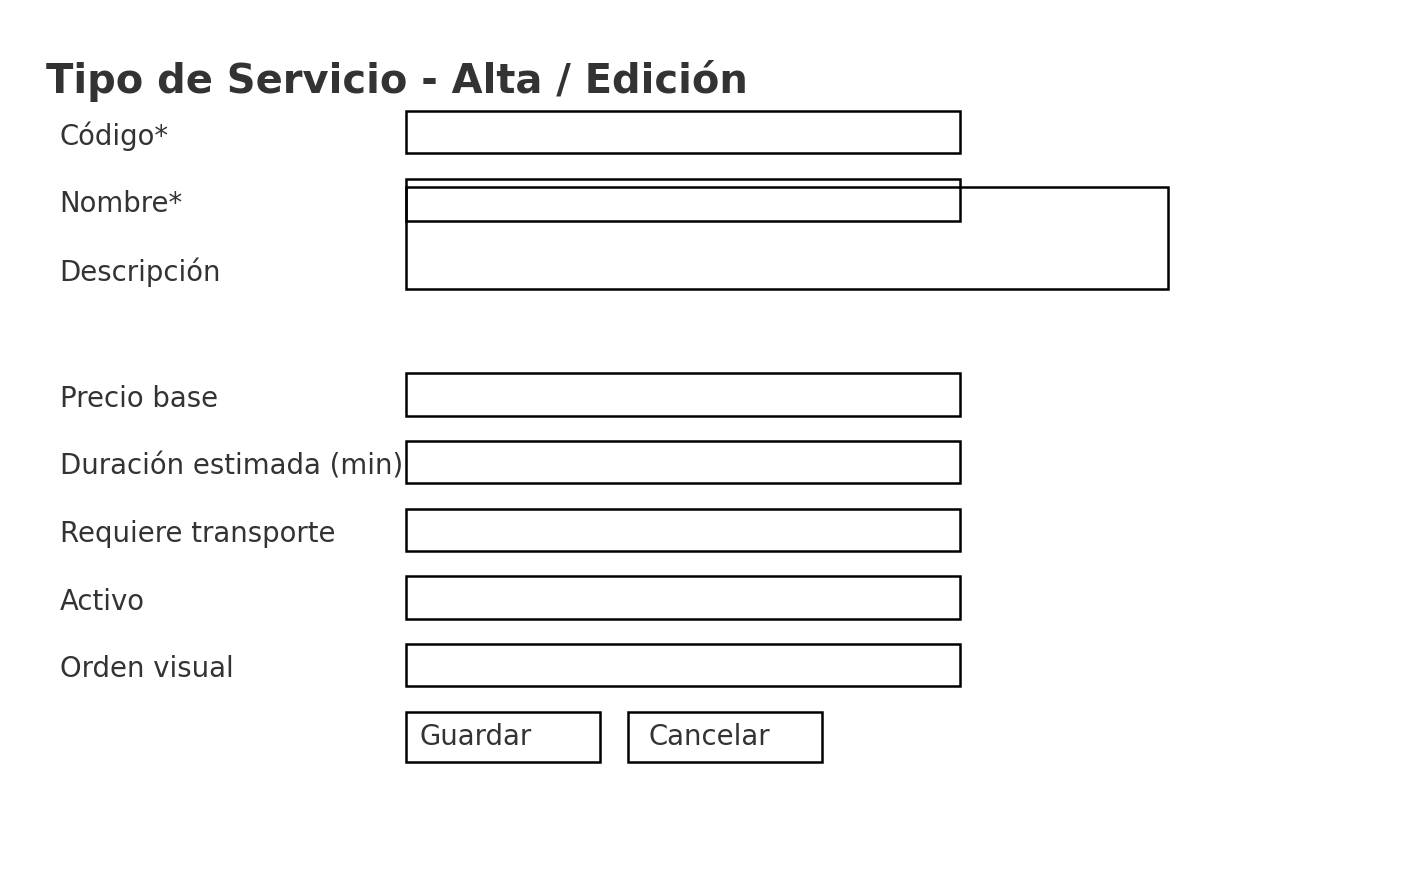 Tipo de Servicio - Alta / Edición
Código*
Nombre*
Descripción
Precio base
Duración estimada (min)
Requiere transporte
Activo
Orden visual
Guardar Cancelar